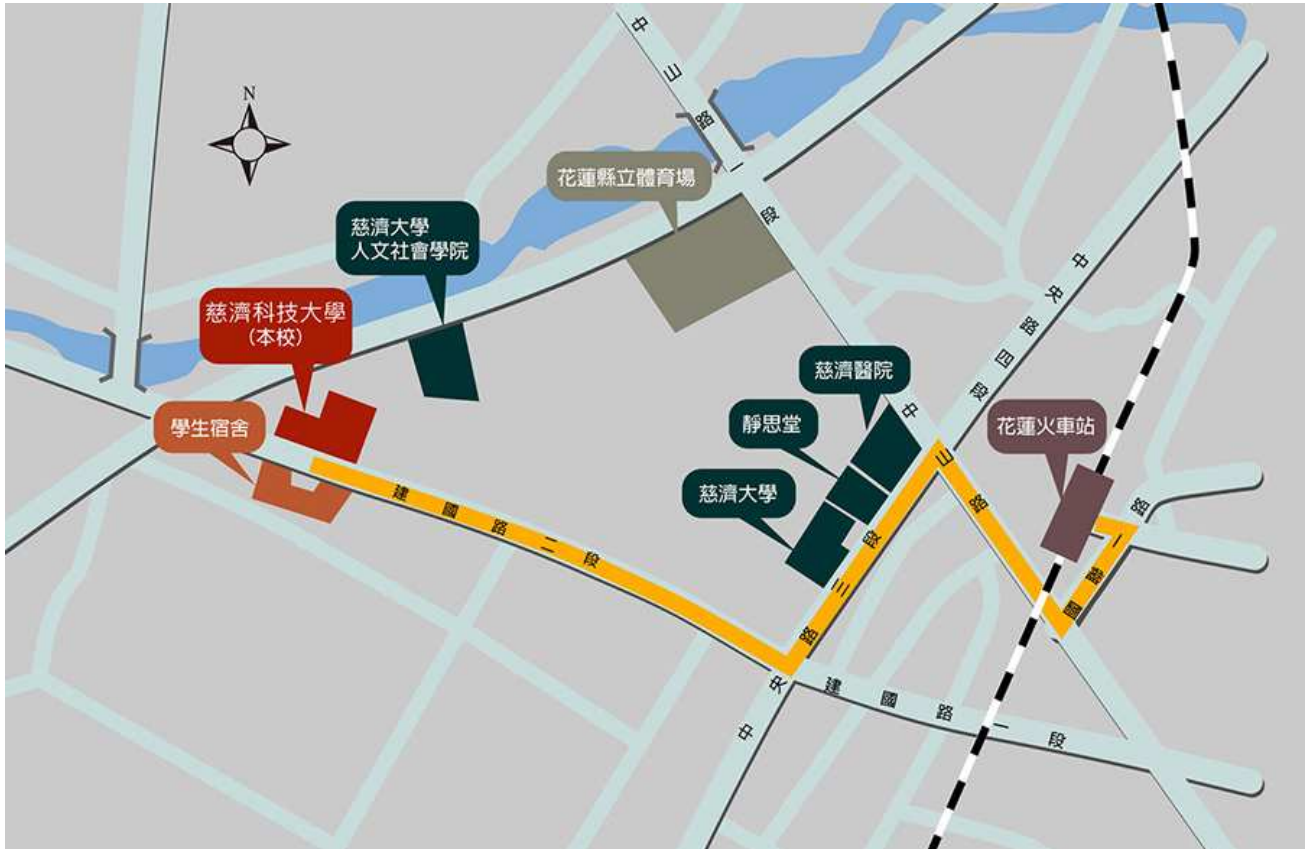 N
中山路一段
花蓮縣立體育場
慈濟大學
人文社會學院
慈濟科技大學
(本校)
學生宿舍
中央路四段
慈濟醫院
靜思堂
慈濟大學
花蓮火車站
中山路
國聯一路
建國路二段
中央路三段
建國路一段